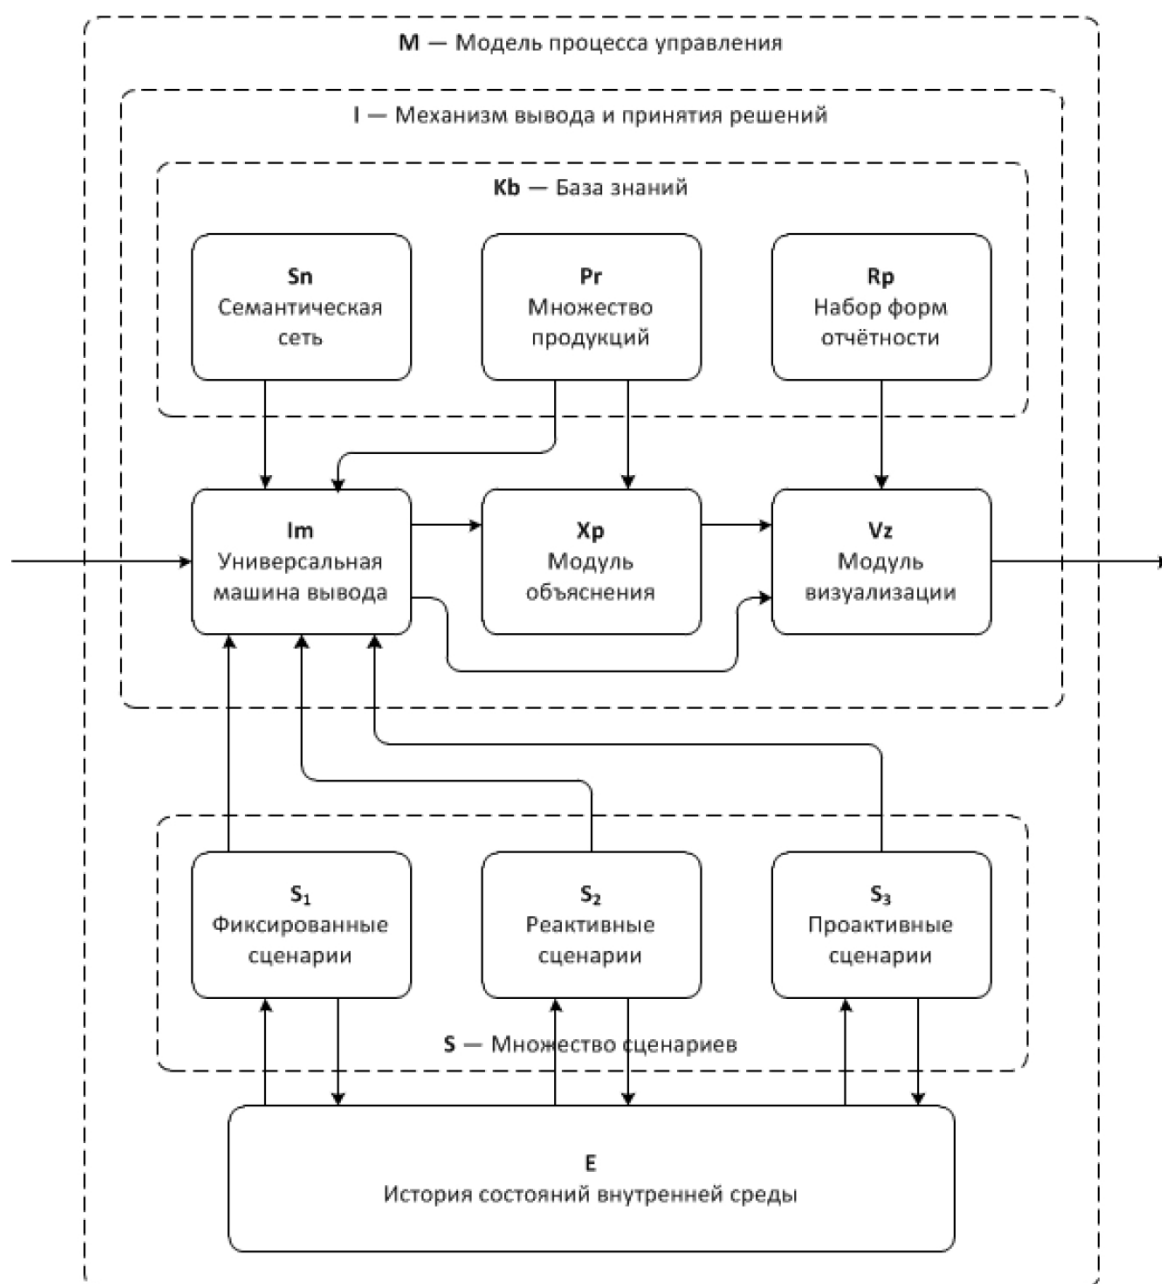 M — Модель процесса управления
I — Механизм вывода и принятия решений
Kb — База знаний
Sn
Семантическая
сеть
Pr
Множество
продукций
Rp
Набор форм
отчётности
Im
Универсальная
машина вывода
Xp
Модуль
объяснения
Vz
Модуль
визуализации
S₁
Фиксированные
сценарии
S₂
Реактивные
сценарии
S₃
Проактивные
сценарии
S — Множество сценариев
E
История состояний внутренней среды